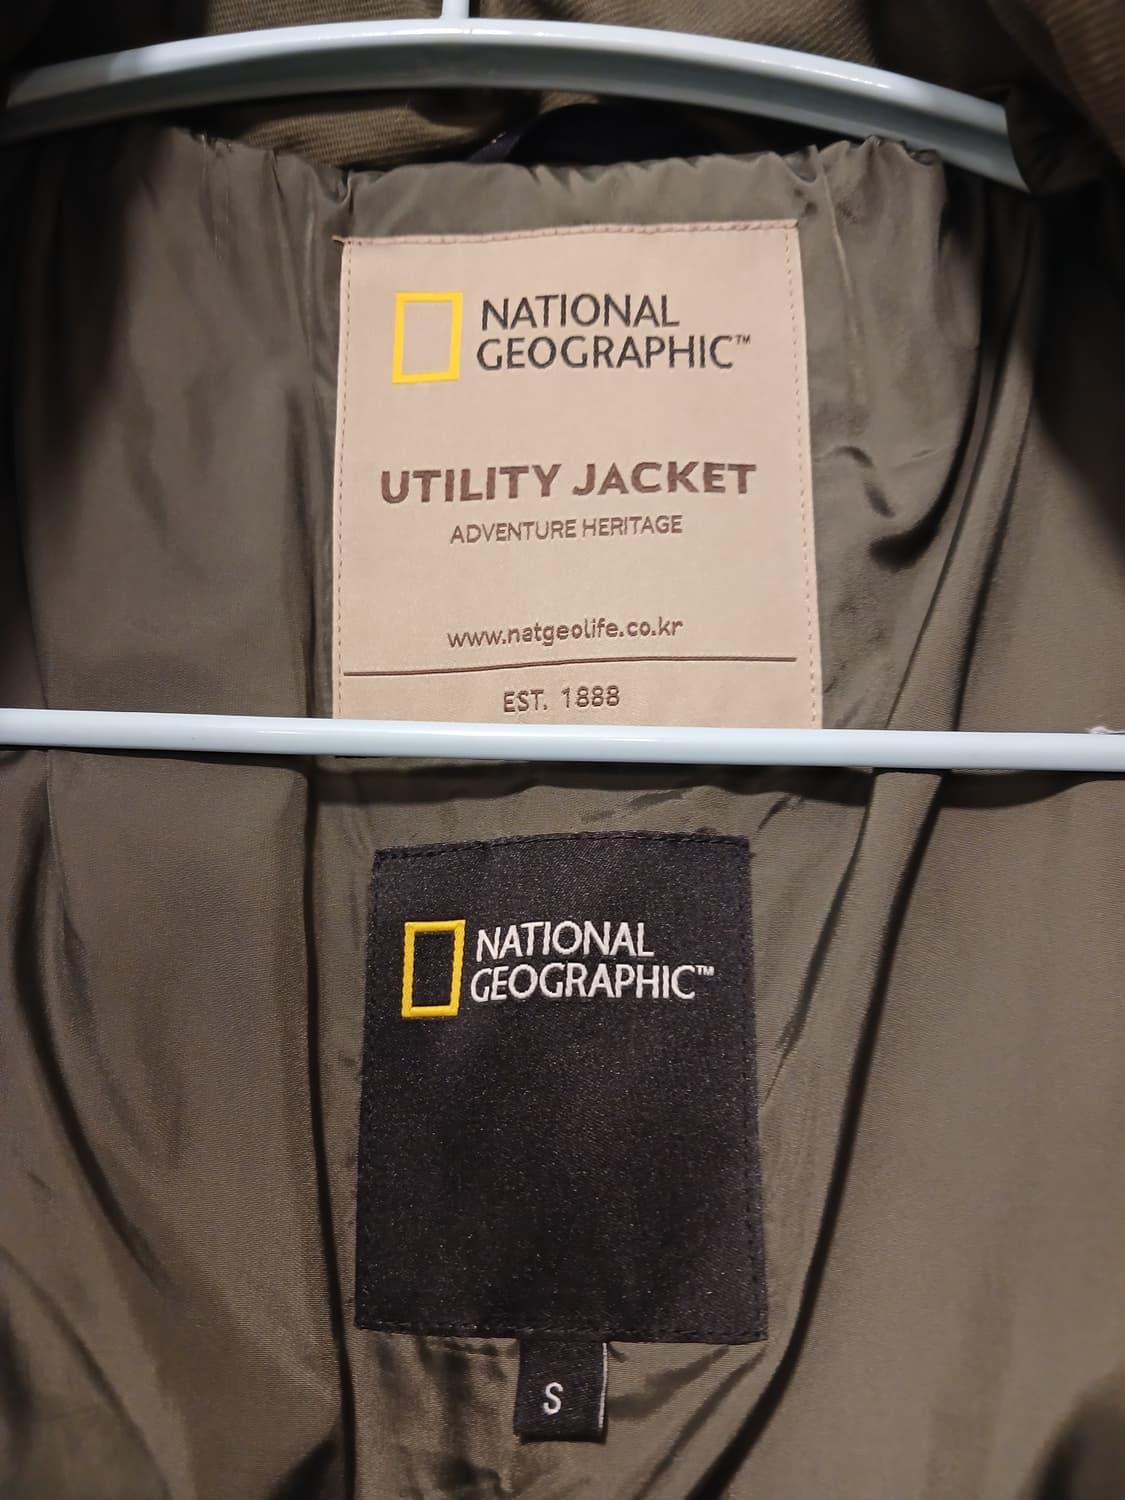 NATIONAL
GEOGRAPHIC™
UTILITY JACKET
ADVENTURE HERITAGE
www.natgeolife.co.kr
EST. 1888
NATIONAL
GEOGRAPHIC™
S